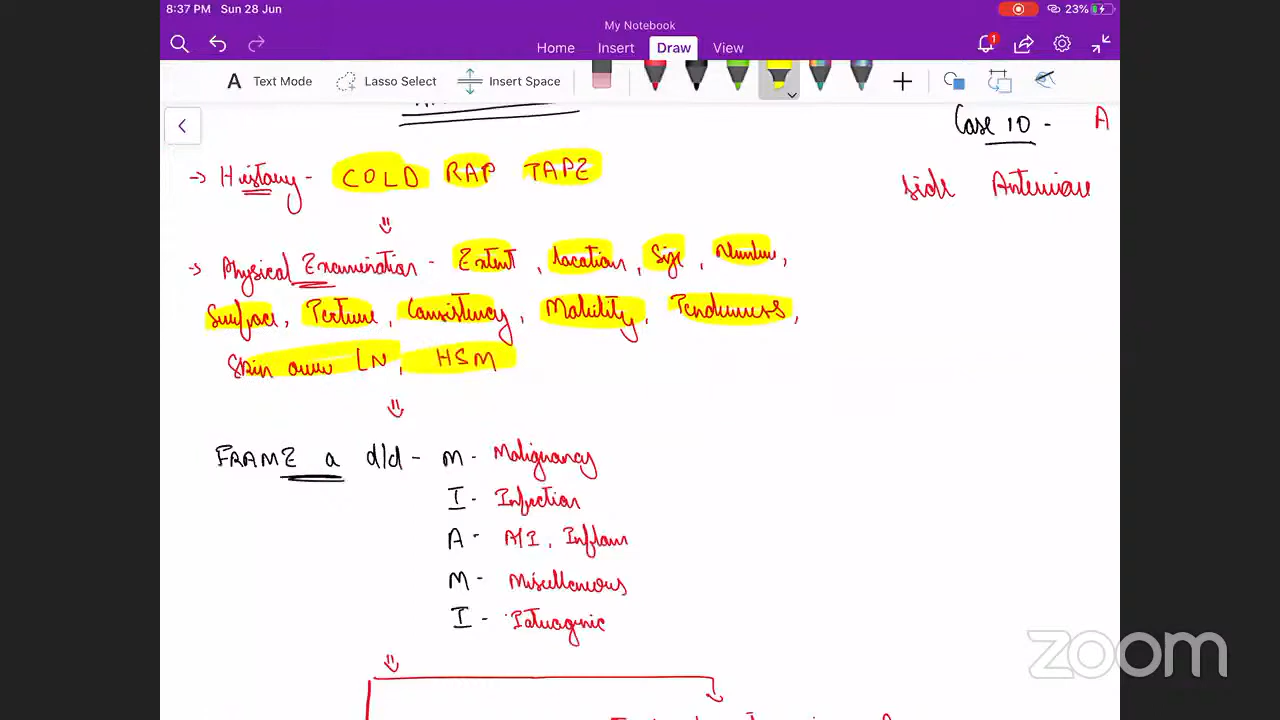 8:37 PM Sun 28 Jun
23%
My Notebook
Home Insert Draw View
1
A Text Mode Lasso Select Insert Space
Case 10 - A
side Anterior
→ History - COLD RAP TAPE
→ Physical Examination - Extent, Location, Size, Number,
Surface, Texture, Consistency, Mobility, Tenderness,
Skin over LN, HSM
FRAME a d/d - M - Malignancy
I - Infection
A - A/I, Inflam
M - Miscellenous
I - Iatrogenic
zoom